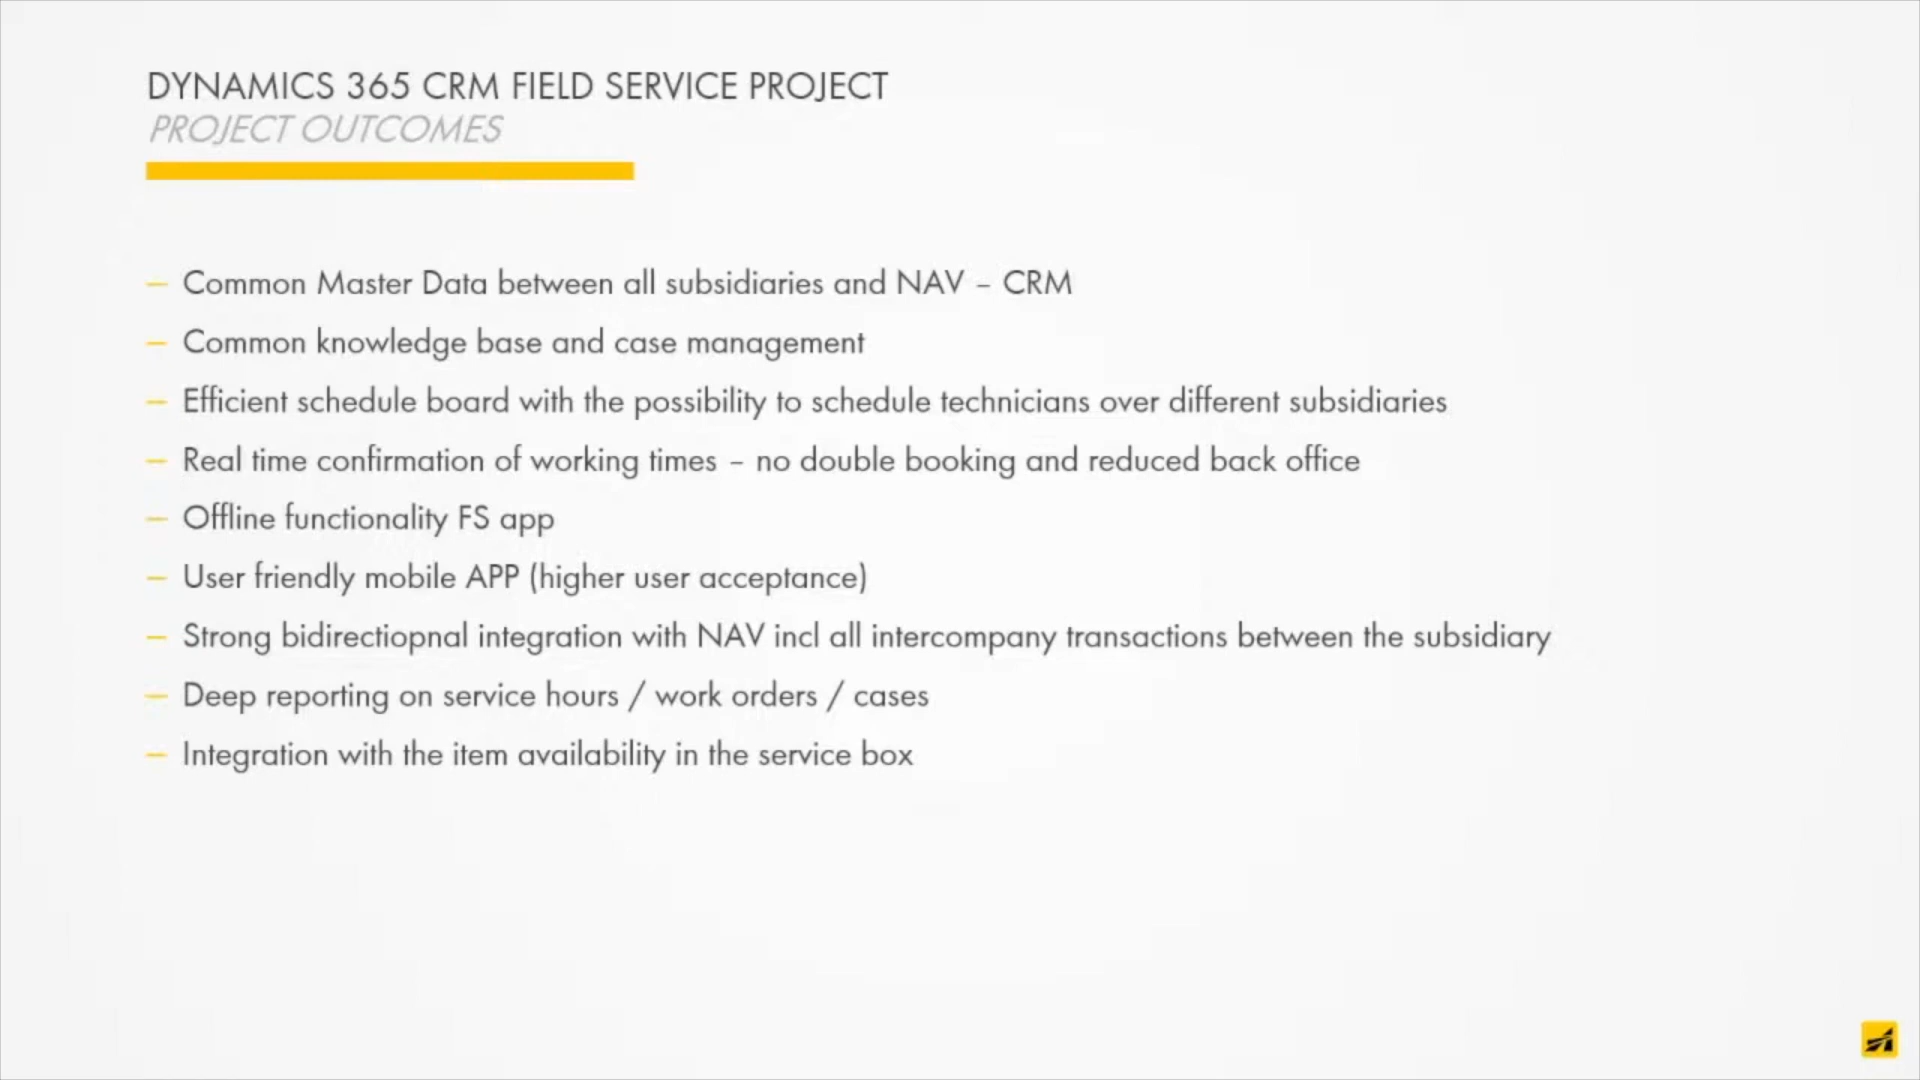 DYNAMICS 365 CRM FIELD SERVICE PROJECT
PROJECT OUTCOMES
– Common Master Data between all subsidiaries and NAV – CRM
– Common knowledge base and case management
– Efficient schedule board with the possibility to schedule technicians over different subsidiaries
– Real time confirmation of working times – no double booking and reduced back office
– Offline functionality FS app
– User friendly mobile APP (higher user acceptance)
– Strong bidirectiopnal integration with NAV incl all intercompany transactions between the subsidiary
– Deep reporting on service hours / work orders / cases
– Integration with the item availability in the service box